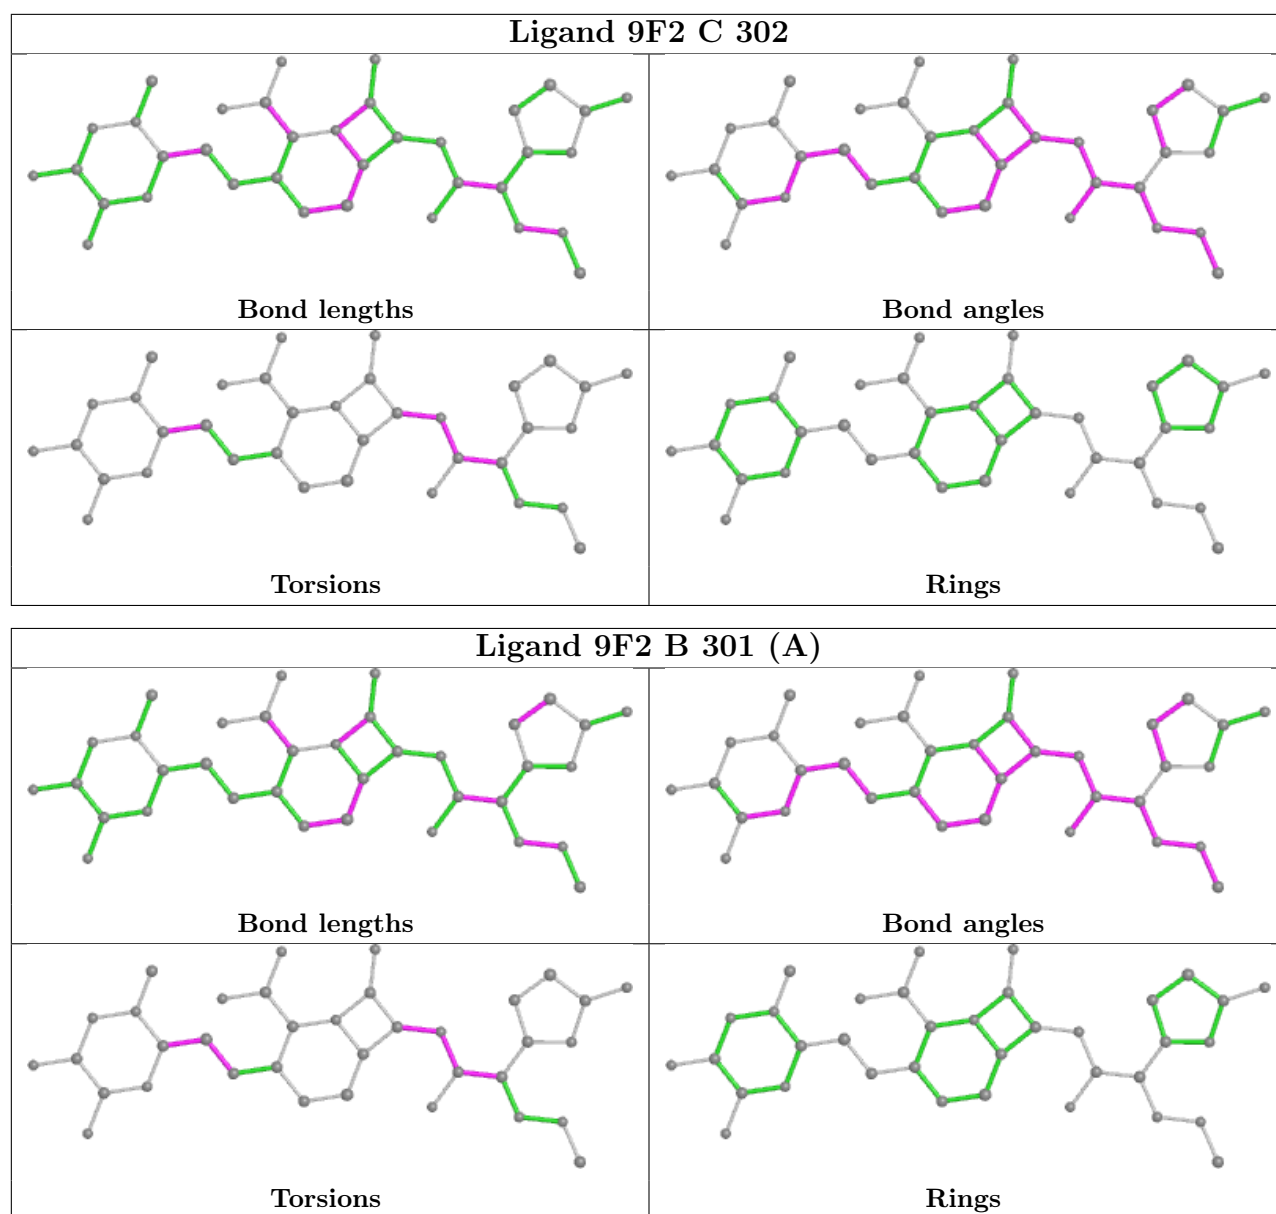 Ligand 9F2 C 302
Bond lengths
Bond angles
Torsions
Rings
Ligand 9F2 B 301 (A)
Bond lengths
Bond angles
Torsions
Rings